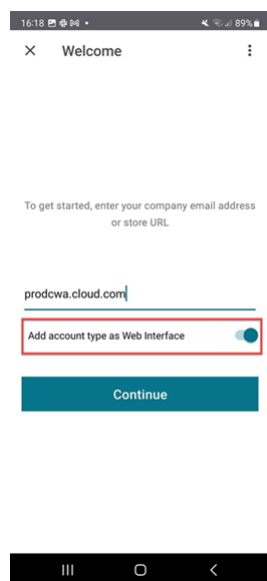 16:18 89%
Welcome
To get started, enter your company email address
or store URL
prodcwa.cloud.com
Add account type as Web Interface
Continue